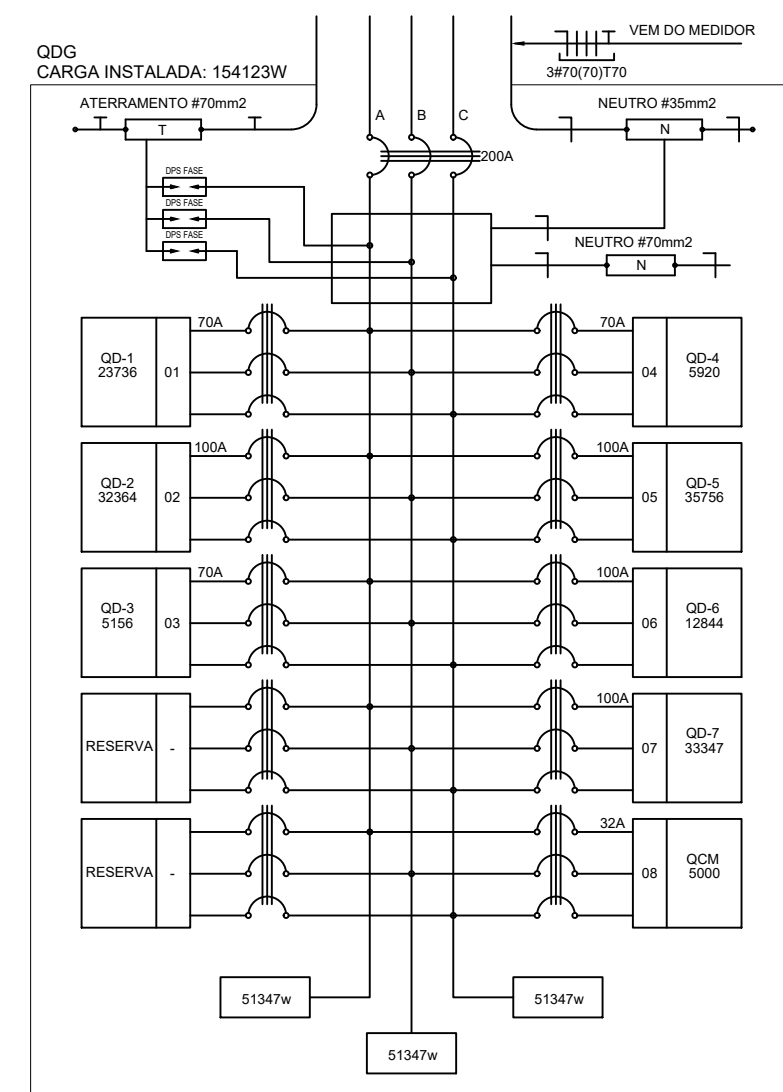 VEM DO MEDIDOR
QDG
CARGA INSTALADA: 154123W
3#70(70)T70
ATERRAMENTO #70mm2
NEUTRO #35mm2
A
B
C
T
N
200A
DPS FASE
DPS FASE
DPS FASE
NEUTRO #70mm2
N
70A
QD-1
23736
01
70A
04
QD-4
5920
100A
QD-2
32364
02
100A
05
QD-5
35756
70A
QD-3
5156
03
100A
06
QD-6
12844
RESERVA
-
100A
07
QD-7
33347
RESERVA
-
32A
08
QCM
5000
51347w
51347w
51347w